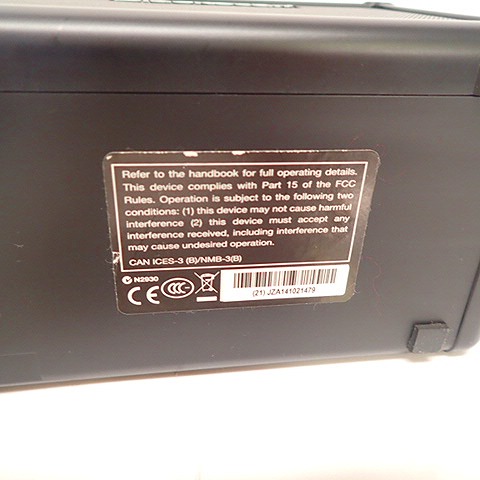 Refer to the handbook for full operating details.
This device complies with Part 15 of the FCC
Rules. Operation is subject to the following two
conditions: (1) this device may not cause harmful
interference (2) this device must accept any
interference received, including interference that
may cause undesired operation.
CAN ICES-3 (B)/NMB-3(B)
N2930
CE CCC
(21) JZA141021479